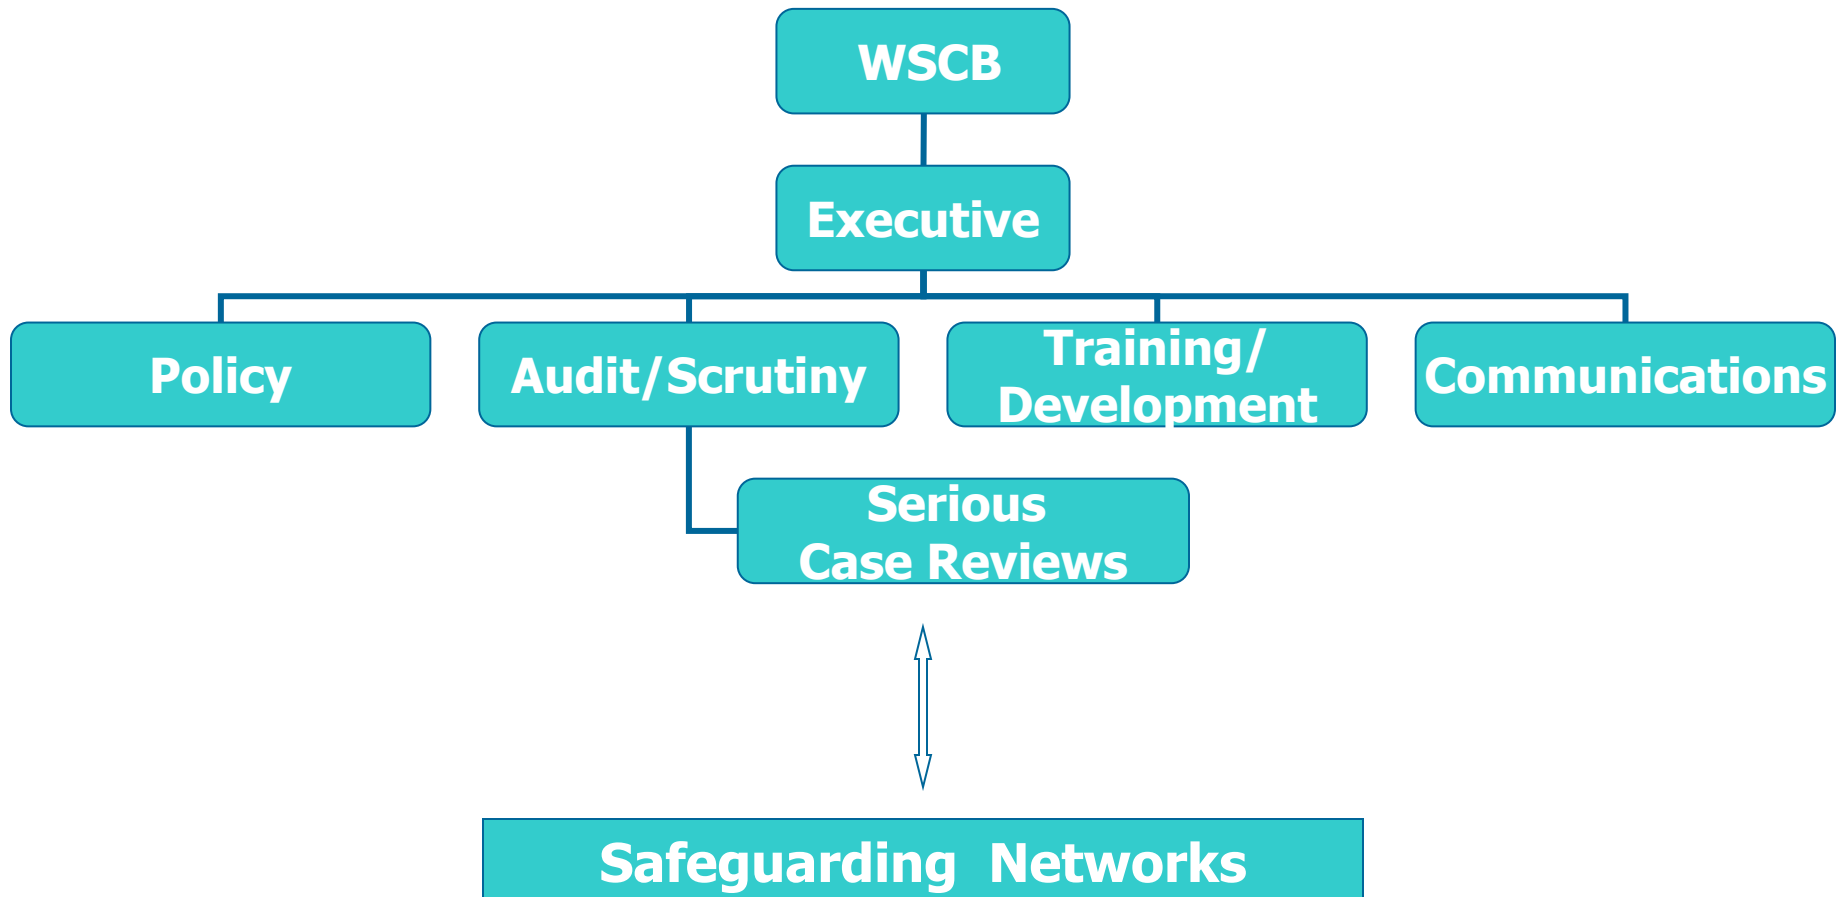 WSCB
Executive
Policy
Audit/Scrutiny
Training/
Development
Communications
Serious
Case Reviews
Safeguarding Networks